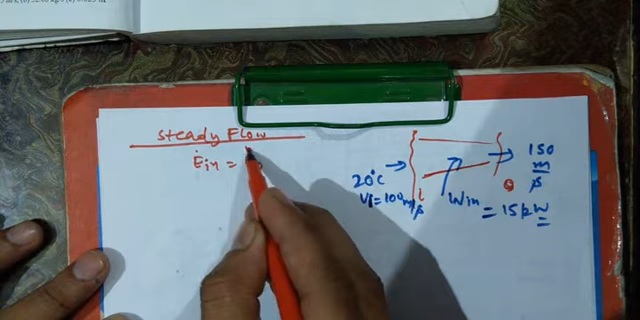 steady Flow
Ėin =
20°c
V₁ = 100 m/s
i
Win
= 15 kW
e
150
m
s